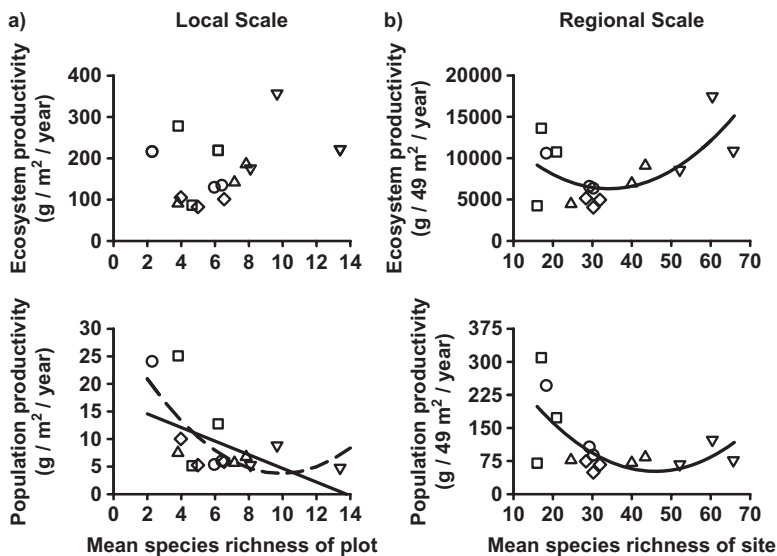 a) Local Scale
b) Regional Scale
Ecosystem productivity
(g / m² / year)
400
300
200
100
0
0 2 4 6 8 10 12 14
Ecosystem productivity
(g / 49 m² / year)
20000
15000
10000
5000
0
10 20 30 40 50 60 70
Population productivity
(g / m² / year)
30
25
20
15
10
5
0
0 2 4 6 8 10 12 14
Mean species richness of plot
Population productivity
(g / 49 m² / year)
375
300
225
150
75
0
10 20 30 40 50 60 70
Mean species richness of site